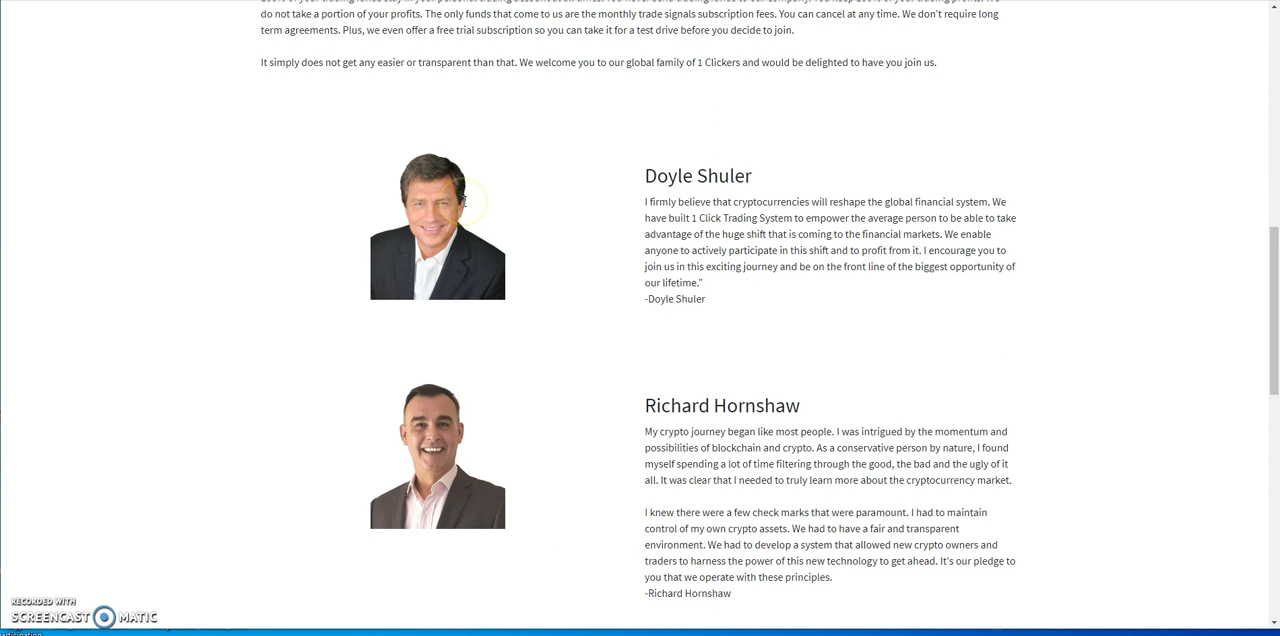 do not take a portion of your profits. The only funds that come to us are the monthly trade signals subscription fees. You can cancel at any time. We don't require long
term agreements. Plus, we even offer a free trial subscription so you can take it for a test drive before you decide to join.
It simply does not get any easier or transparent than that. We welcome you to our global family of 1 Clickers and would be delighted to have you join us.
Doyle Shuler
I firmly believe that cryptocurrencies will reshape the global financial system. We
have built 1 Click Trading System to empower the average person to be able to take
advantage of the huge shift that is coming to the financial markets. We enable
anyone to actively participate in this shift and to profit from it. I encourage you to
join us in this exciting journey and be on the front line of the biggest opportunity of
our lifetime."
-Doyle Shuler
Richard Hornshaw
My crypto journey began like most people. I was intrigued by the momentum and
possibilities of blockchain and crypto. As a conservative person by nature, I found
myself spending a lot of time filtering through the good, the bad and the ugly of it
all. It was clear that I needed to truly learn more about the cryptocurrency market.
I knew there were a few check marks that were paramount. I had to maintain
control of my own crypto assets. We had to have a fair and transparent
environment. We had to develop a system that allowed new crypto owners and
traders to harness the power of this new technology to get ahead. It's our pledge to
you that we operate with these principles.
-Richard Hornshaw
RECORDED WITH
SCREENCAST MATIC